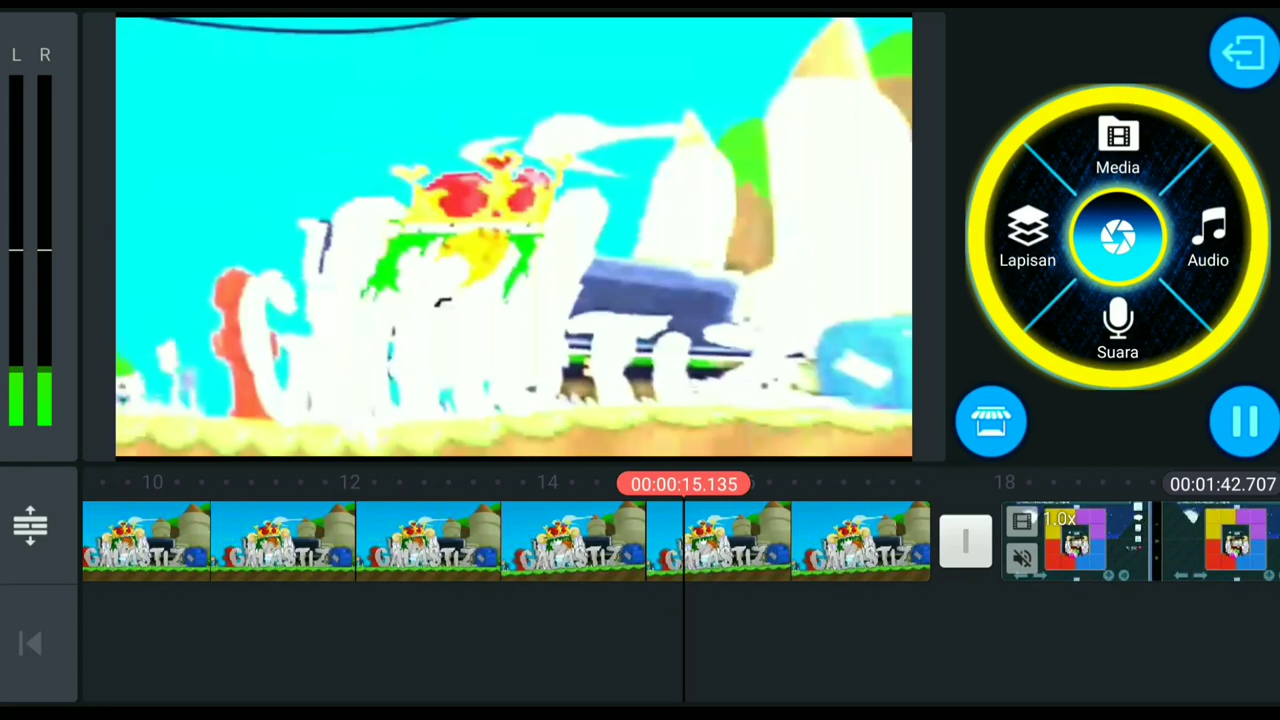 L R
Media
Lapisan
Audio
Suara
10 12 14 00:00:15.135 18 00:01:42.707
1.0x